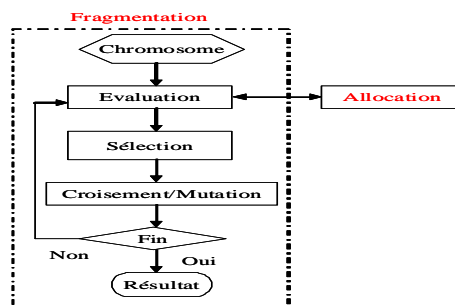 Fragmentation
Chromosome
Evaluation
Allocation
Sélection
Croisement/Mutation
Fin
Non
Oui
Résultat